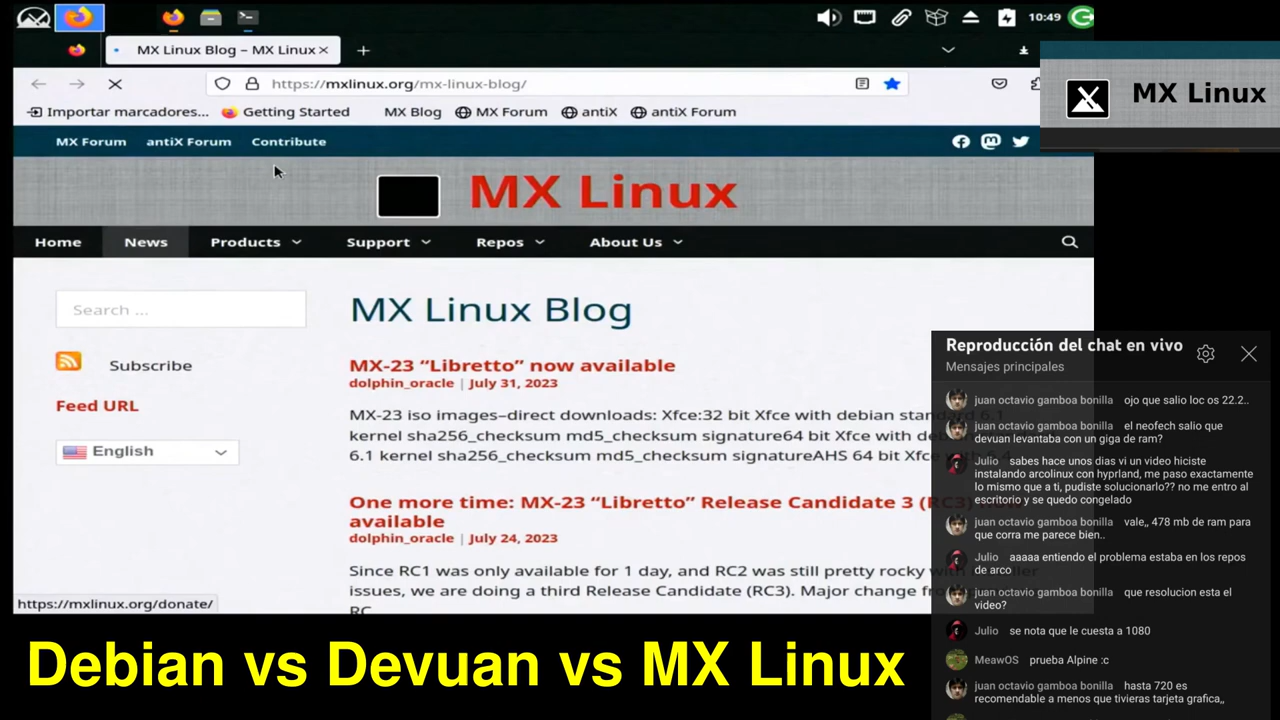 10:49
MX Linux Blog – MX Linux
https://mxlinux.org/mx-linux-blog/
Importar marcadores... Getting Started MX Blog MX Forum antiX antiX Forum
MX Linux
MX Forum antiX Forum Contribute
MX Linux
Home News Products Support Repos About Us
Search ...
Subscribe
Feed URL
English
MX Linux Blog
MX-23 “Libretto” now available
dolphin_oracle | July 31, 2023
MX-23 iso images–direct downloads: Xfce:32 bit Xfce with debian standard 6.1
kernel sha256_checksum md5_checksum signature64 bit Xfce with
6.1 kernel sha256_checksum md5_checksum signatureAHS 64 bit Xfce
One more time: MX-23 “Libretto” Release Candidate 3 (RC3) now
available
dolphin_oracle | July 24, 2023
Since RC1 was only available for 1 day, and RC2 was still pretty rocky with
issues, we are doing a third Release Candidate (RC3). Major change
RC
https://mxlinux.org/donate/
Reproducción del chat en vivo
Mensajes principales
juan octavio gamboa bonilla ojo que salio loc os 22.2..
juan octavio gamboa bonilla el neofech salio que
devuan levantaba con un giga de ram?
Julio sabes hace unos dias vi un video hiciste
instalando arcolinux con hyprland, me paso exactamente
lo mismo que a ti, pudiste solucionarlo?? no me entro al
escritorio y se quedo congelado
juan octavio gamboa bonilla vale,, 478 mb de ram para
que corra me parece bien..
Julio aaaaa entiendo el problema estaba en los repos
de arco
juan octavio gamboa bonilla que resolucion esta el
video?
Julio se nota que le cuesta a 1080
MeawOS prueba Alpine :c
juan octavio gamboa bonilla hasta 720 es
recomendable a menos que tivieras tarjeta grafica,,
Debian vs Devuan vs MX Linux